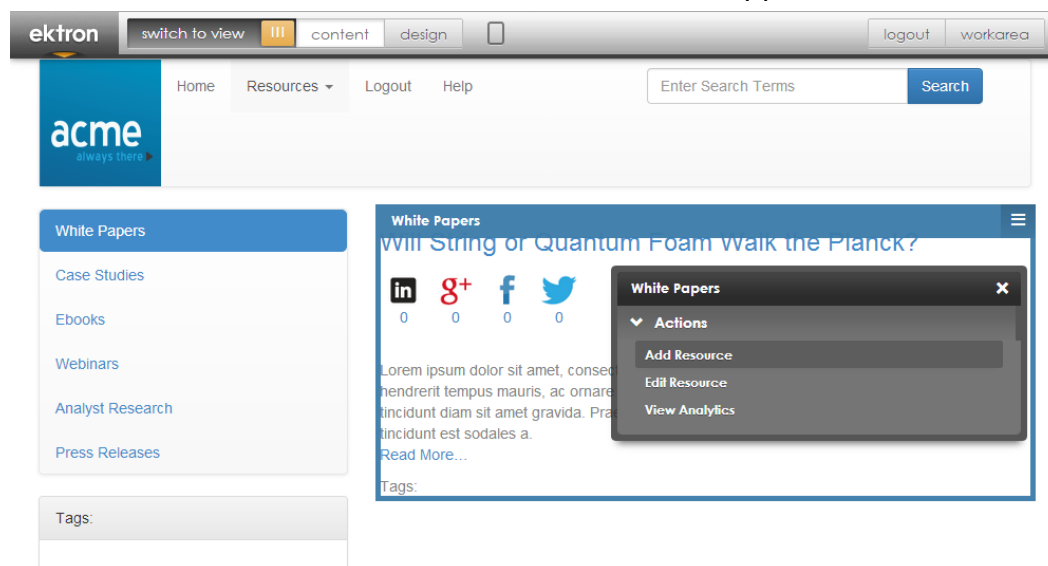 ektron switch to view content design logout workarea
Home Resources Logout Help Enter Search Terms Search
acme
always there
White Papers
Case Studies
Ebooks
Webinars
Analyst Research
Press Releases
Tags:
White Papers
Will String or Quantum Foam Walk the Planck?
in g+ f
0 0 0 0
Lorem ipsum dolor sit amet, consec
hendrerit tempus mauris, ac ornare
tincidunt diam sit amet gravida. Prae
tincidunt est sodales a.
Read More...
Tags:
White Papers
Actions
Add Resource
Edit Resource
View Analytics